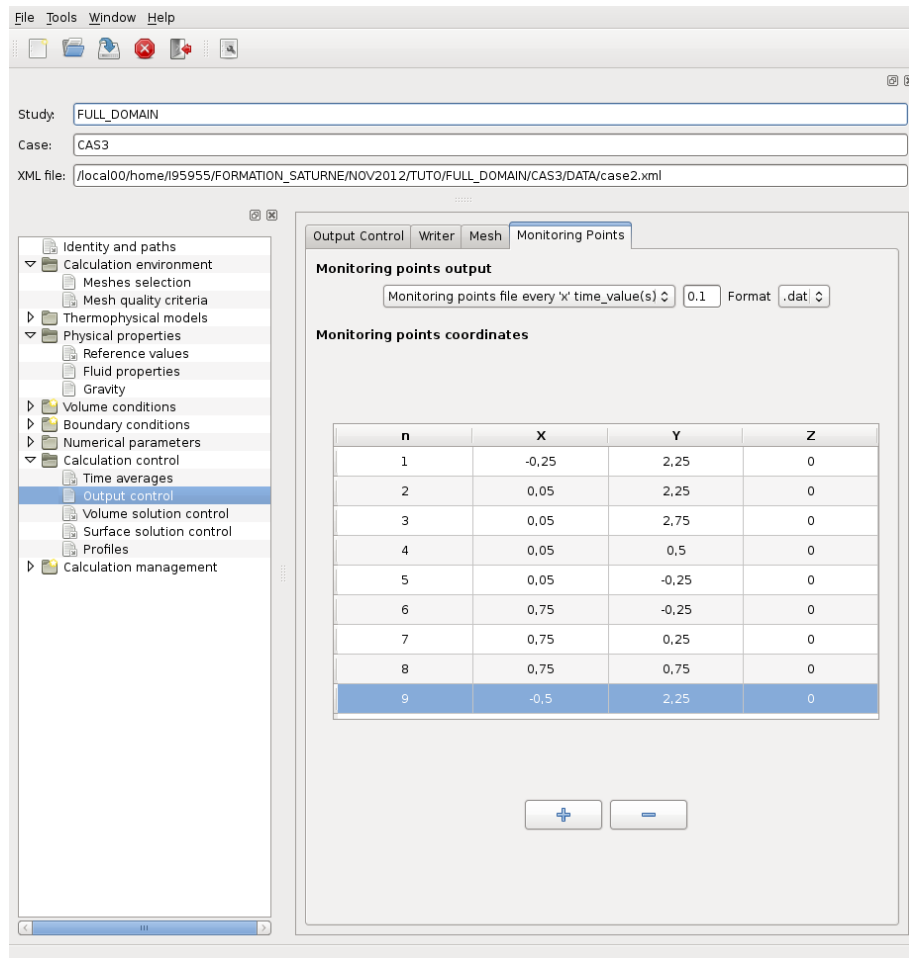 File Tools Window Help
Study: FULL_DOMAIN
Case: CAS3
XML file: /local00/home/I95955/FORMATION_SATURNE/NOV2012/TUTO/FULL_DOMAIN/CAS3/DATA/case2.xml
Identity and paths
Calculation environment
Meshes selection
Mesh quality criteria
Thermophysical models
Physical properties
Reference values
Fluid properties
Gravity
Volume conditions
Boundary conditions
Numerical parameters
Calculation control
Time averages
Output control
Volume solution control
Surface solution control
Profiles
Calculation management
Output Control Writer Mesh Monitoring Points
Monitoring points output
Monitoring points file every 'x' time_value(s) 0.1 Format .dat
Monitoring points coordinates
n X Y Z
1 -0,25 2,25 0
2 0,05 2,25 0
3 0,05 2,75 0
4 0,05 0,5 0
5 0,05 -0,25 0
6 0,75 -0,25 0
7 0,75 0,25 0
8 0,75 0,75 0
9 -0,5 2,25 0